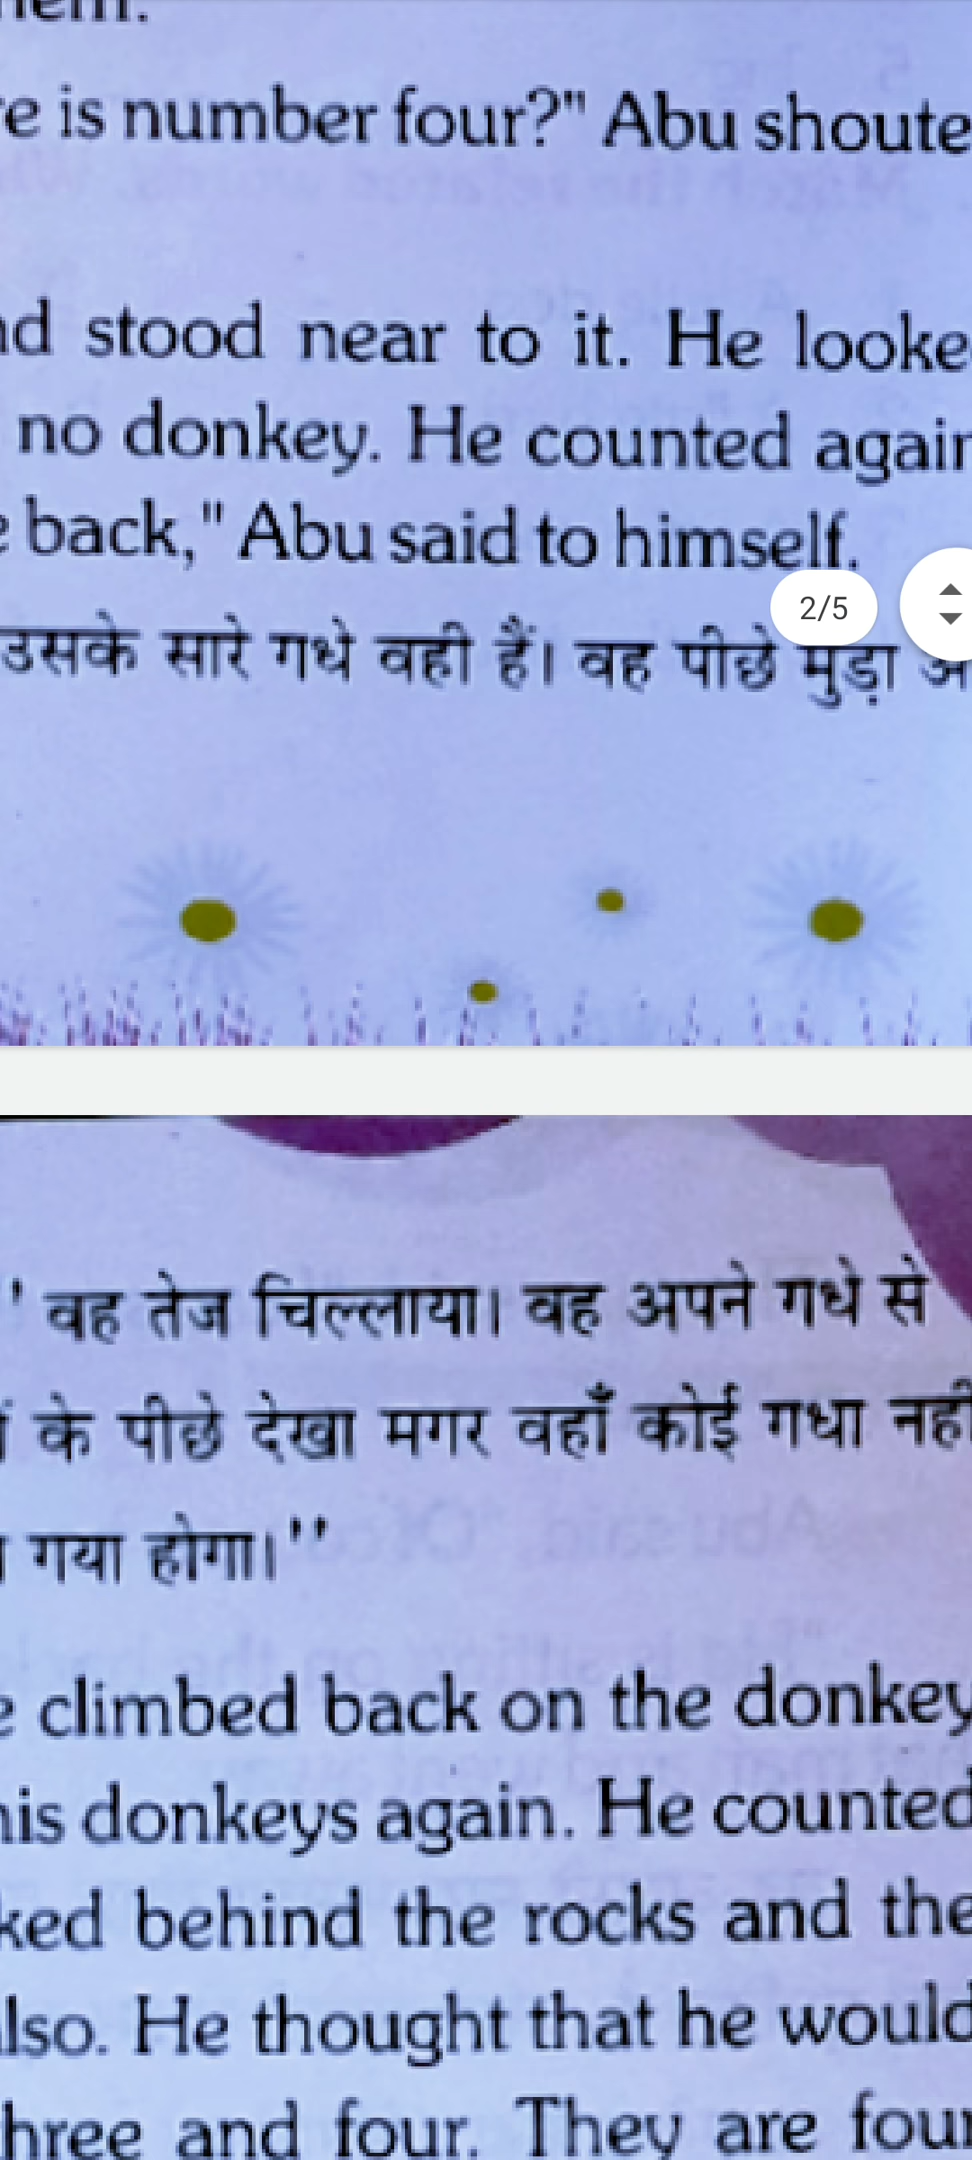 e is number four?" Abu shoute
nd stood near to it. He looke
no donkey. He counted again
e back," Abu said to himself.
2/5
उसके सारे गधे वही हैं। वह पीछे मुड़ा
' वह तेज चिल्लाया। वह अपने गधे से
के पीछे देखा मगर वहाँ कोई गधा नहीं
गया होगा।''
e climbed back on the donkey
his donkeys again. He counted
ked behind the rocks and the
lso. He thought that he would
hree and four. They are four